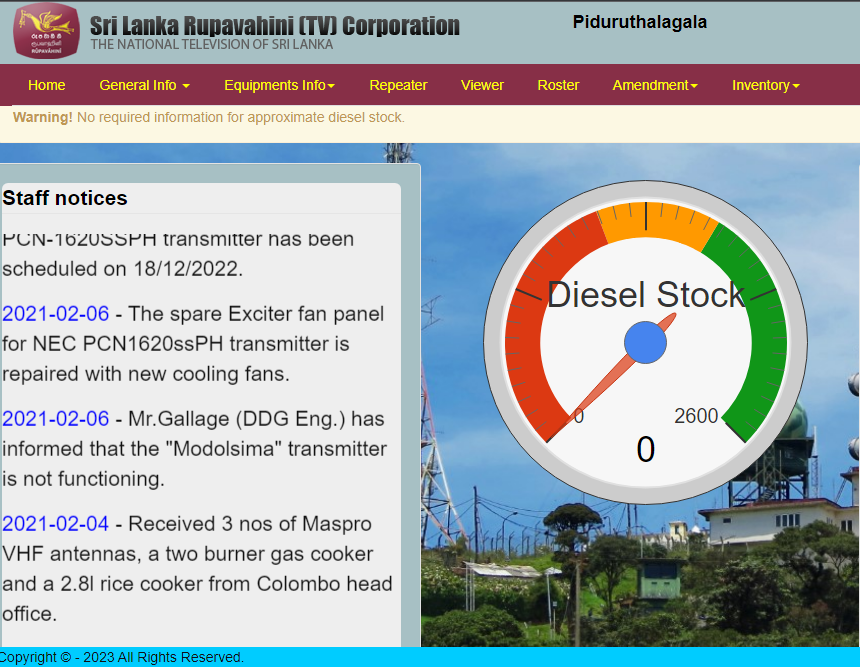 රූපවාහිනී
ரூபவாஹினி
RŪPAVĀHINĪ
Sri Lanka Rupavahini (TV) Corporation
THE NATIONAL TELEVISION OF SRI LANKA
Piduruthalagala
Home General Info Equipments Info Repeater Viewer Roster Amendment Inventory
Warning! No required information for approximate diesel stock.
Staff notices
PCN-1620SSPH transmitter has been
scheduled on 18/12/2022.
2021-02-06 - The spare Exciter fan panel
for NEC PCN1620ssPH transmitter is
repaired with new cooling fans.
2021-02-06 - Mr.Gallage (DDG Eng.) has
informed that the "Modolsima" transmitter
is not functioning.
2021-02-04 - Received 3 nos of Maspro
VHF antennas, a two burner gas cooker
and a 2.8l rice cooker from Colombo head
office.
Diesel Stock
0 2600
0
Copyright © - 2023 All Rights Reserved.